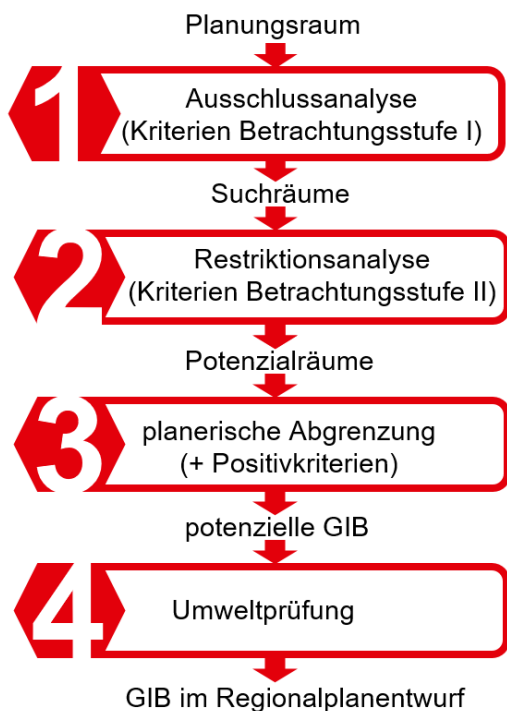 Planungsraum
1
Ausschlussanalyse
(Kriterien Betrachtungsstufe I)
Suchräume
2
Restriktionsanalyse
(Kriterien Betrachtungsstufe II)
Potenzialräume
3
planerische Abgrenzung
(+ Positivkriterien)
potenzielle GIB
4
Umweltprüfung
GIB im Regionalplanentwurf